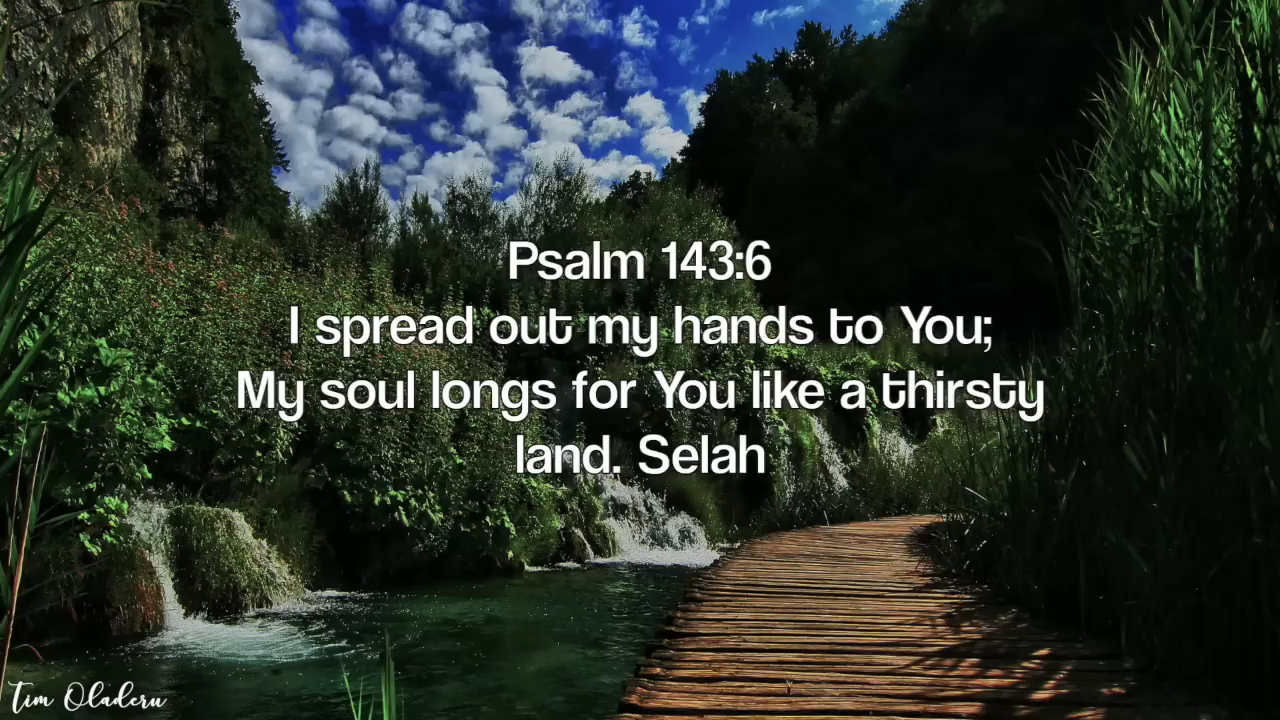 Psalm 143:6
I spread out my hands to You;
My soul longs for You like a thirsty
land. Selah
Tim Oladeru